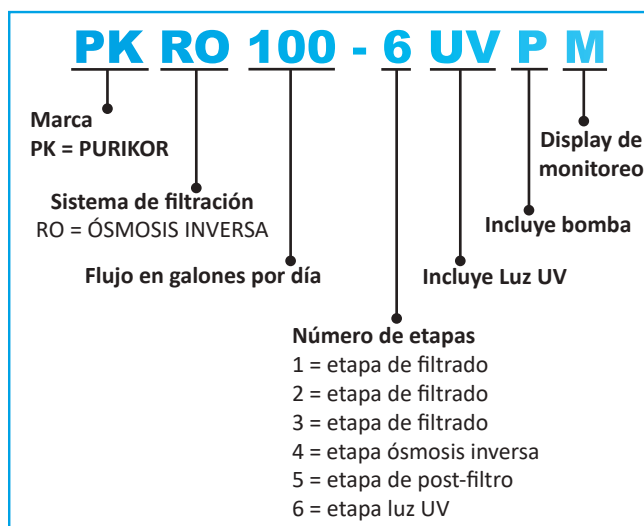 PK RO 100 - 6 UV P M
Marca
PK = PURIKOR
Display de
monitoreo
Sistema de filtración
RO = ÓSMOSIS INVERSA
Incluye bomba
Flujo en galones por día
Incluye Luz UV
Número de etapas
1 = etapa de filtrado
2 = etapa de filtrado
3 = etapa de filtrado
4 = etapa ósmosis inversa
5 = etapa de post-filtro
6 = etapa luz UV